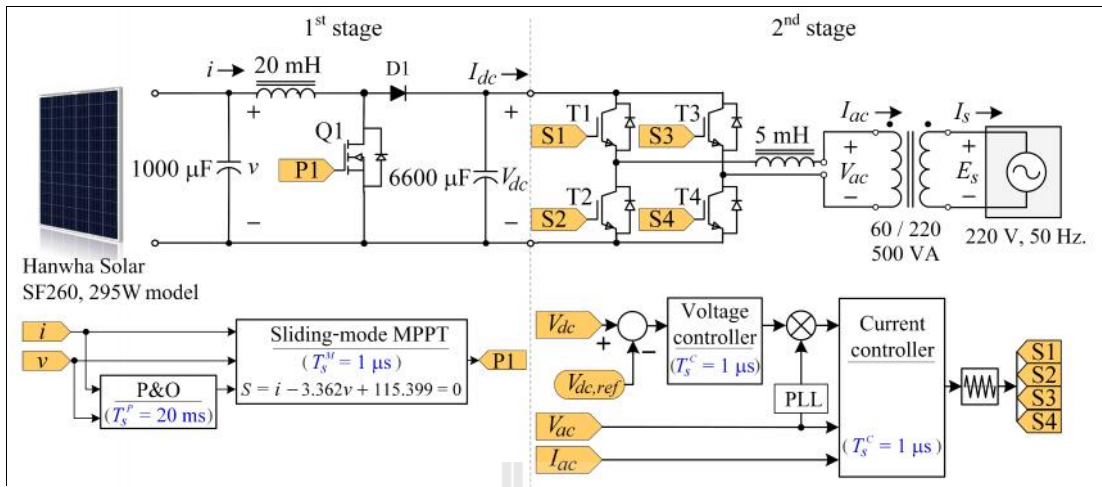 1st stage
2nd stage
i
20 mH
D1
Idc
Q1
P1
1000 µF
+
v
−
6600 µF
+
Vdc
−
T1
T3
S1
S3
T2
T4
S2
S4
5 mH
Iac
Is
+
Vac
−
+
Es
−
60 / 220
500 VA
220 V, 50 Hz.
Hanwha Solar
SF260, 295W model
i
v
P&O
(TsP = 20 ms)
Sliding-mode MPPT
(TsM = 1 µs)
S = i − 3.362v + 115.399 = 0
P1
Vdc
+
−
Vdc,ref
Voltage
controller
(TsC = 1 µs)
PLL
Vac
Iac
Current
controller
(TsC = 1 µs)
S1
S2
S3
S4